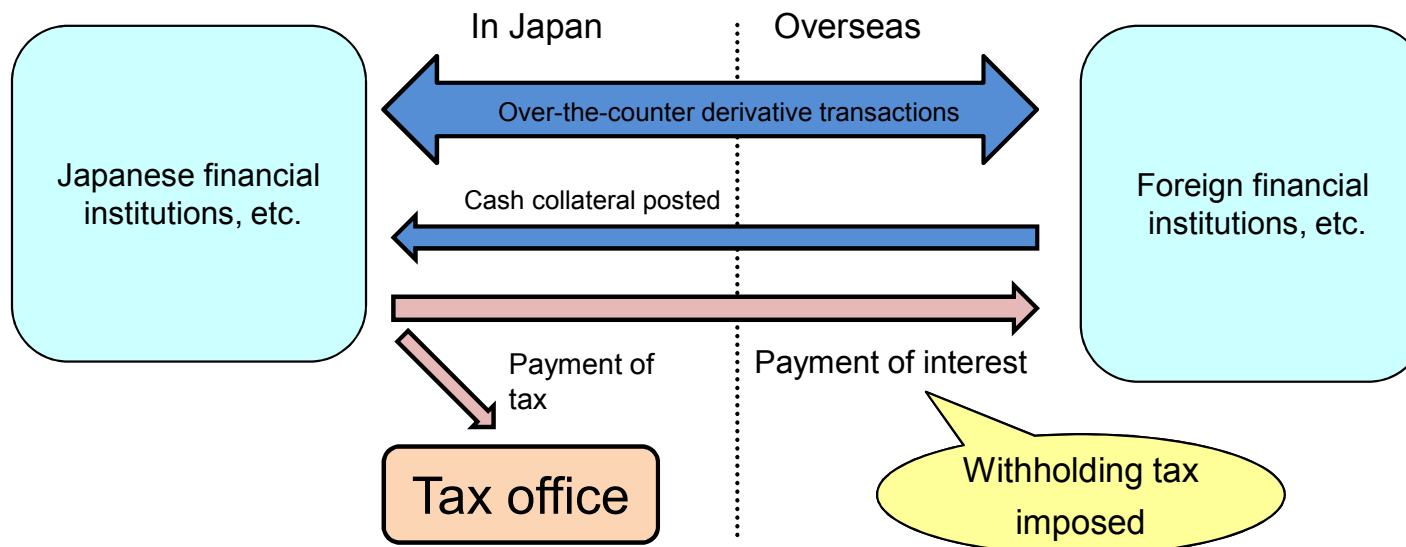 In Japan
Overseas
Over-the-counter derivative transactions
Japanese financial
institutions, etc.
Foreign financial
institutions, etc.
Cash collateral posted
Payment of
tax
Payment of interest
Tax office
Withholding tax
imposed